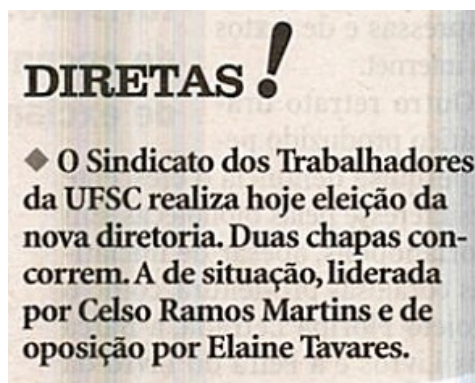 DIRETAS!
◆ O Sindicato dos Trabalhadores
da UFSC realiza hoje eleição da
nova diretoria. Duas chapas con-
correm. A de situação, liderada
por Celso Ramos Martins e de
oposição por Elaine Tavares.